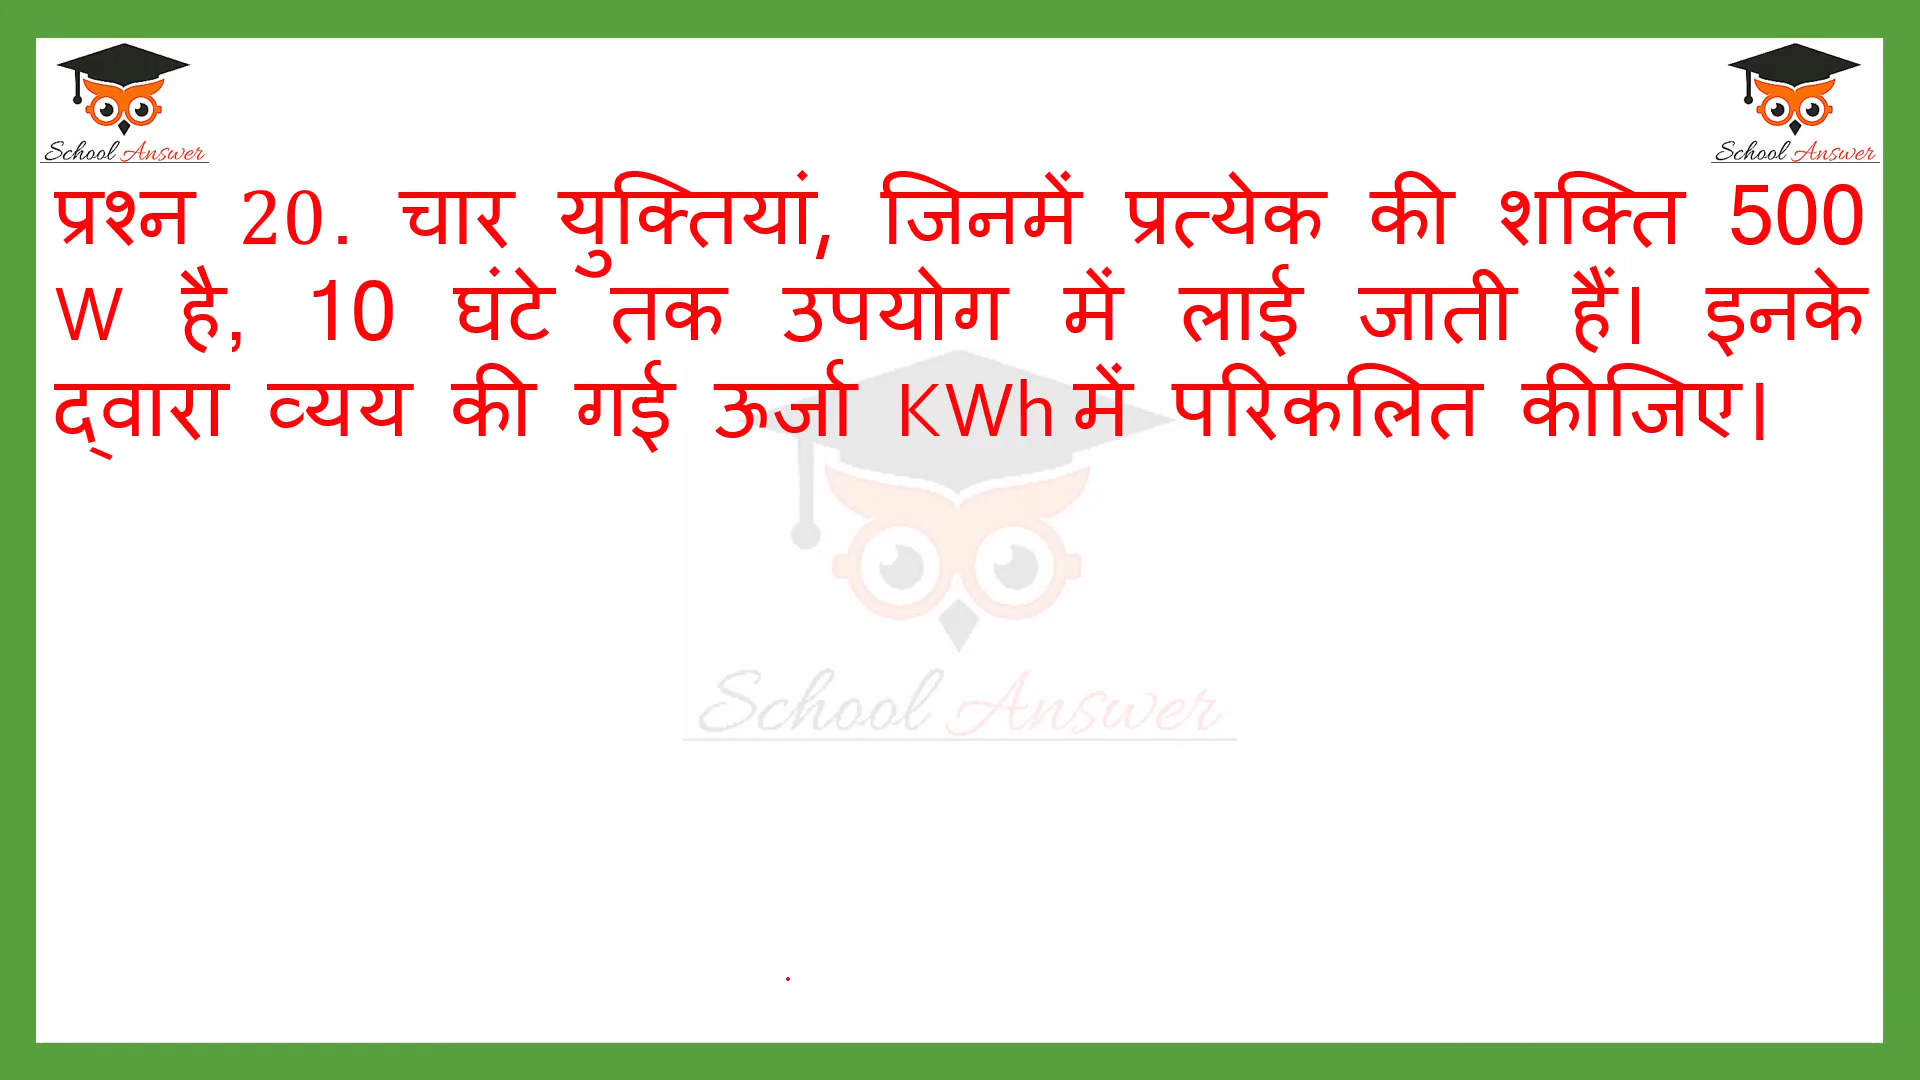 School Answer
School Answer
प्रश्न 20. चार युक्तियां, जिनमें प्रत्येक की शक्ति 500
W है, 10 घंटे तक उपयोग में लाई जाती हैं। इनके
द्वारा व्यय की गई ऊर्जा KWh में परिकलित कीजिए।
School Answer